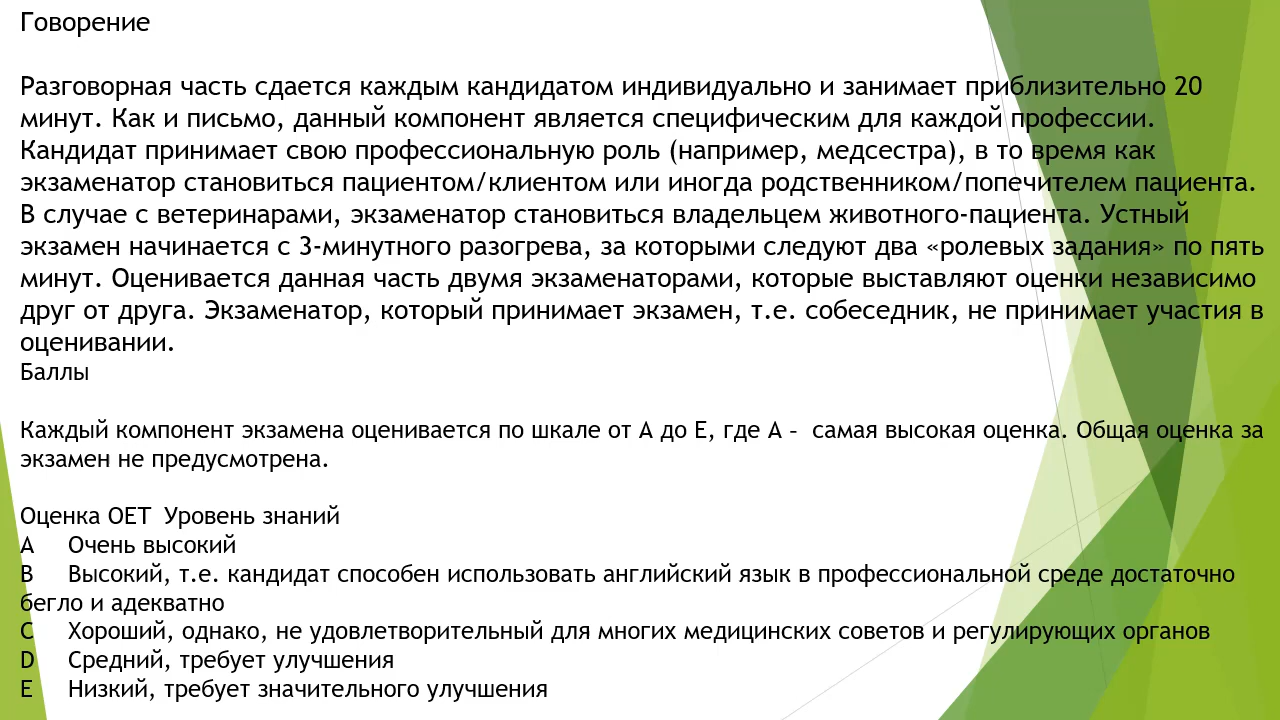 Говорение
Разговорная часть сдается каждым кандидатом индивидуально и занимает приблизительно 20
минут. Как и письмо, данный компонент является специфическим для каждой профессии.
Кандидат принимает свою профессиональную роль (например, медсестра), в то время как
экзаменатор становиться пациентом/клиентом или иногда родственником/попечителем пациента.
В случае с ветеринарами, экзаменатор становиться владельцем животного-пациента. Устный
экзамен начинается с 3-минутного разогрева, за которыми следуют два «ролевых задания» по пять
минут. Оценивается данная часть двумя экзаменаторами, которые выставляют оценки независимо
друг от друга. Экзаменатор, который принимает экзамен, т.е. собеседник, не принимает участия в
оценивании.
Баллы
Каждый компонент экзамена оценивается по шкале от А до Е, где А – самая высокая оценка. Общая оценка за
экзамен не предусмотрена.
Оценка OET Уровень знаний
A Очень высокий
B Высокий, т.е. кандидат способен использовать английский язык в профессиональной среде достаточно
бегло и адекватно
C Хороший, однако, не удовлетворительный для многих медицинских советов и регулирующих органов
D Средний, требует улучшения
E Низкий, требует значительного улучшения